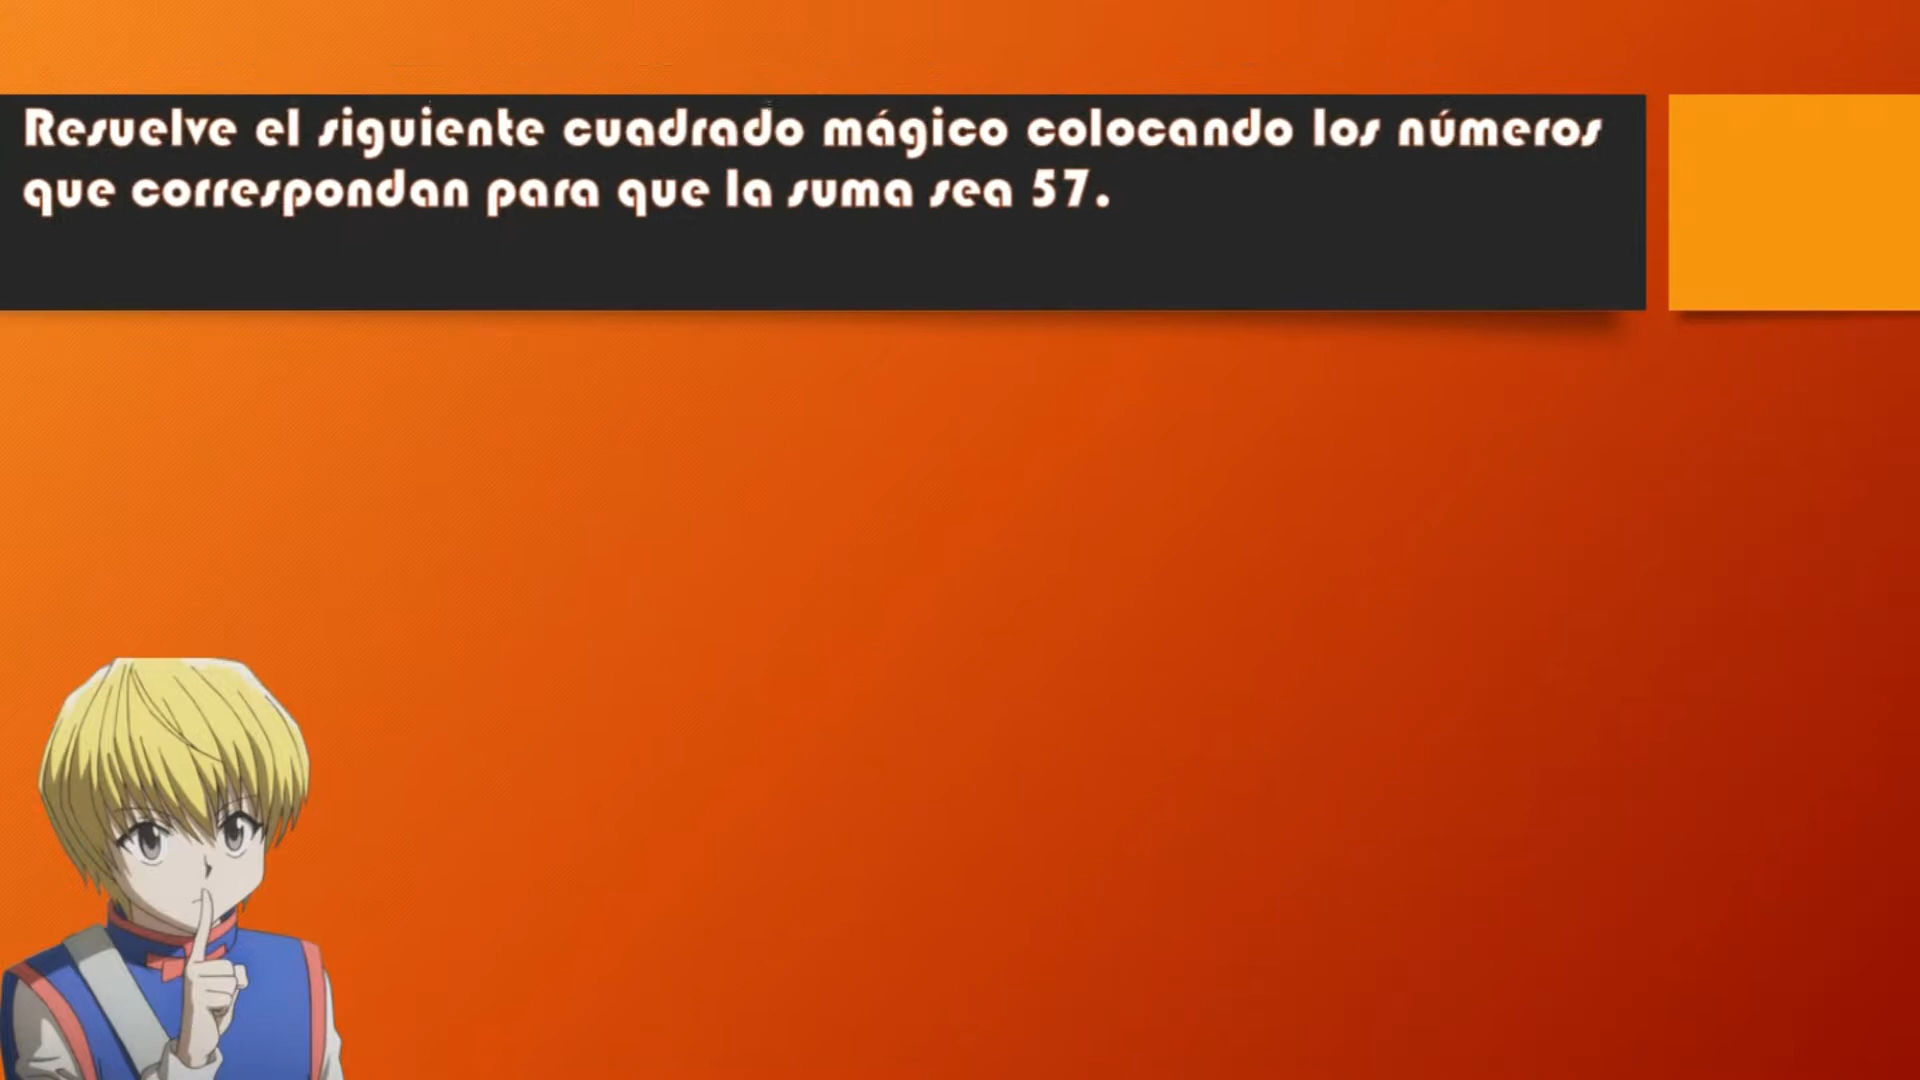 Resuelve el siguiente cuadrado mágico colocando los números
que correspondan para que la suma sea 57.